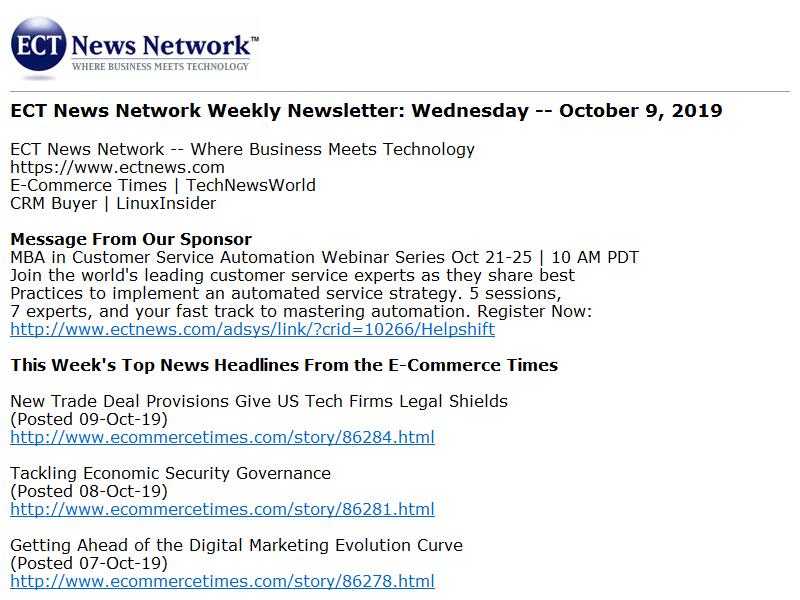 ECT News Network™
WHERE BUSINESS MEETS TECHNOLOGY
ECT News Network Weekly Newsletter: Wednesday -- October 9, 2019
ECT News Network -- Where Business Meets Technology
https://www.ectnews.com
E-Commerce Times | TechNewsWorld
CRM Buyer | LinuxInsider
Message From Our Sponsor
MBA in Customer Service Automation Webinar Series Oct 21-25 | 10 AM PDT
Join the world's leading customer service experts as they share best
Practices to implement an automated service strategy. 5 sessions,
7 experts, and your fast track to mastering automation. Register Now:
http://www.ectnews.com/adsys/link/?crid=10266/Helpshift
This Week's Top News Headlines From the E-Commerce Times
New Trade Deal Provisions Give US Tech Firms Legal Shields
(Posted 09-Oct-19)
http://www.ecommercetimes.com/story/86284.html
Tackling Economic Security Governance
(Posted 08-Oct-19)
http://www.ecommercetimes.com/story/86281.html
Getting Ahead of the Digital Marketing Evolution Curve
(Posted 07-Oct-19)
http://www.ecommercetimes.com/story/86278.html